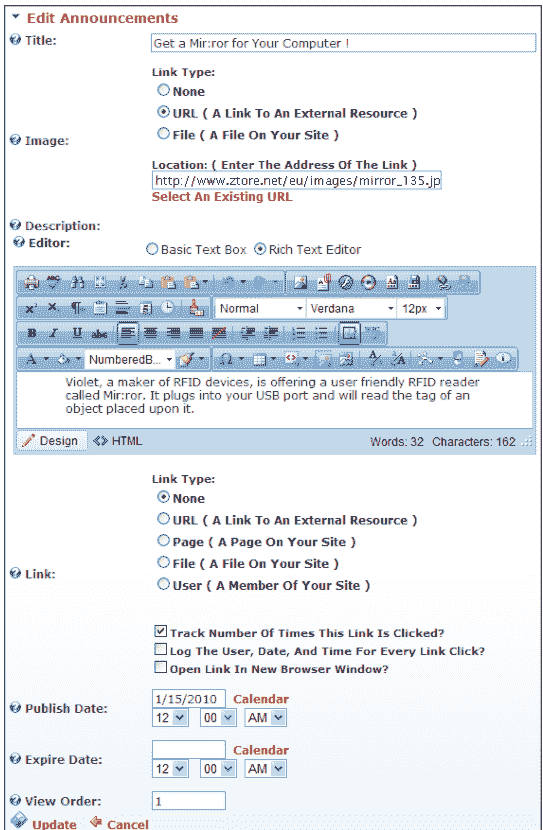 Edit Announcements
Title: Get a Mir:ror for Your Computer !
Link Type:
None
URL ( A Link To An External Resource )
File ( A File On Your Site )
Image:
Location: ( Enter The Address Of The Link )
http://www.ztore.net/eu/images/mirror_135.jp
Select An Existing URL
Description:
Editor: Basic Text Box Rich Text Editor
Normal Verdana 12px
B I U abc
A NumberedB... Ω
Violet, a maker of RFID devices, is offering a user friendly RFID reader
called Mir:ror. It plugs into your USB port and will read the tag of an
object placed upon it.
Design HTML Words: 32 Characters: 162
Link Type:
None
URL ( A Link To An External Resource )
Page ( A Page On Your Site )
File ( A File On Your Site )
Link:
User ( A Member Of Your Site )
Track Number Of Times This Link Is Clicked?
Log The User, Date, And Time For Every Link Click?
Open Link In New Browser Window?
1/15/2010 Calendar
Publish Date:
12 00 AM
Calendar
Expire Date:
12 00 AM
View Order: 1
Update Cancel